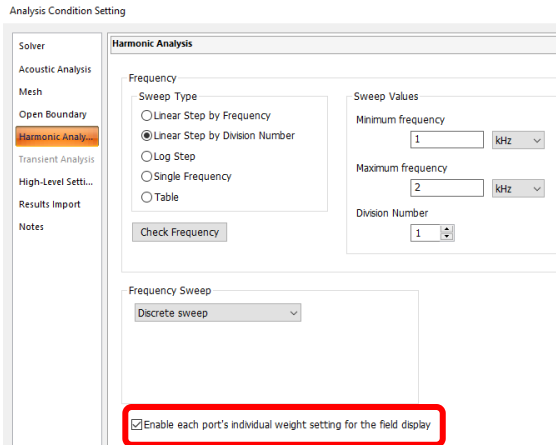 Analysis Condition Setting
Solver
Acoustic Analysis
Mesh
Open Boundary
Harmonic Analy...
Transient Analysis
High-Level Setti...
Results Import
Notes
Harmonic Analysis
Frequency
Sweep Type
Linear Step by Frequency
Linear Step by Division Number
Log Step
Single Frequency
Table
Check Frequency
Sweep Values
Minimum frequency
1 kHz
Maximum frequency
2 kHz
Division Number
1
Frequency Sweep
Discrete sweep
Enable each port's individual weight setting for the field display